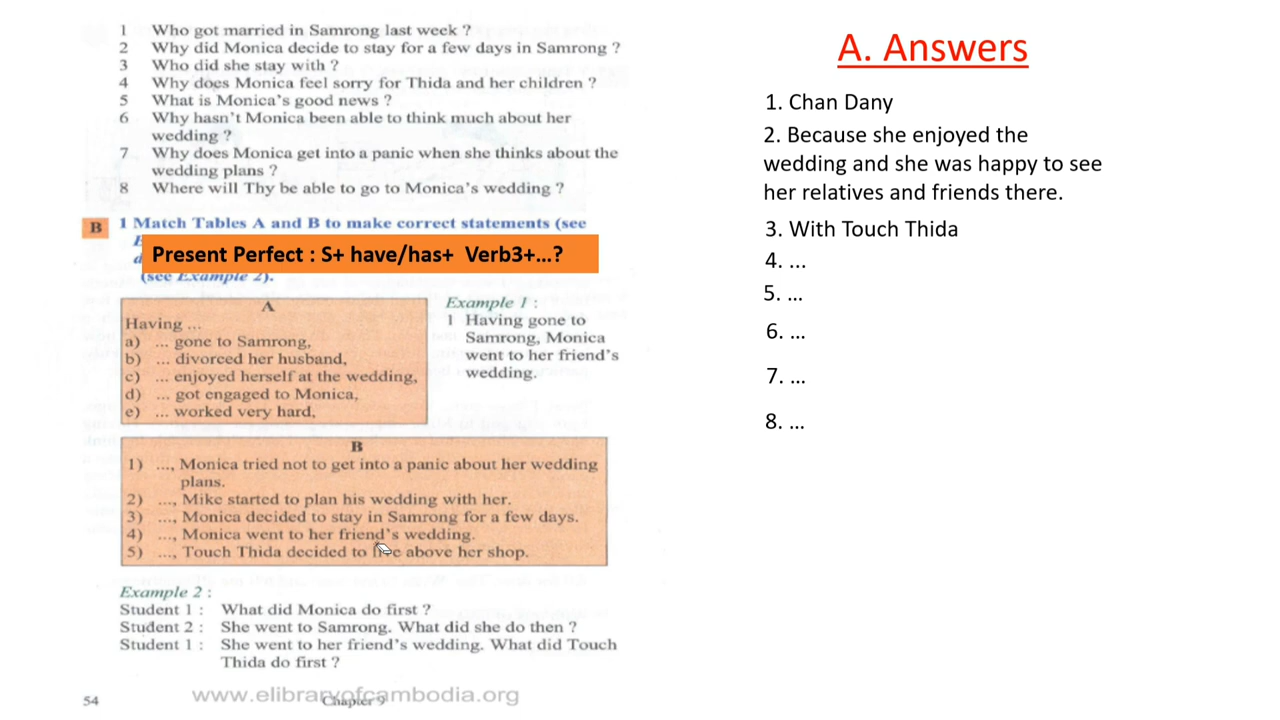 1 Who got married in Samrong last week ?
2 Why did Monica decide to stay for a few days in Samrong ?
3 Who did she stay with ?
4 Why does Monica feel sorry for Thida and her children ?
5 What is Monica's good news ?
6 Why hasn't Monica been able to think much about her
wedding ?
7 Why does Monica get into a panic when she thinks about the
wedding plans ?
8 Where will Thy be able to go to Monica's wedding ?
B 1 Match Tables A and B to make correct statements (see
Present Perfect : S+ have/has+ Verb3+...?
(see Example 2).
A
Having ...
a) ... gone to Samrong,
b) ... divorced her husband,
c) ... enjoyed herself at the wedding,
d) ... got engaged to Monica,
e) ... worked very hard,
Example 1 :
1 Having gone to
Samrong, Monica
went to her friend's
wedding.
B
1) ..., Monica tried not to get into a panic about her wedding
plans.
2) ..., Mike started to plan his wedding with her.
3) ..., Monica decided to stay in Samrong for a few days.
4) ..., Monica went to her friend's wedding.
5) ..., Touch Thida decided to live above her shop.
Example 2 :
Student 1 : What did Monica do first ?
Student 2 : She went to Samrong. What did she do then ?
Student 1 : She went to her friend's wedding. What did Touch
Thida do first ?
54
Chapter 9
www.elibraryofcambodia.org
A. Answers
1. Chan Dany
2. Because she enjoyed the
wedding and she was happy to see
her relatives and friends there.
3. With Touch Thida
4. ...
5. ...
6. ...
7. ...
8. ...